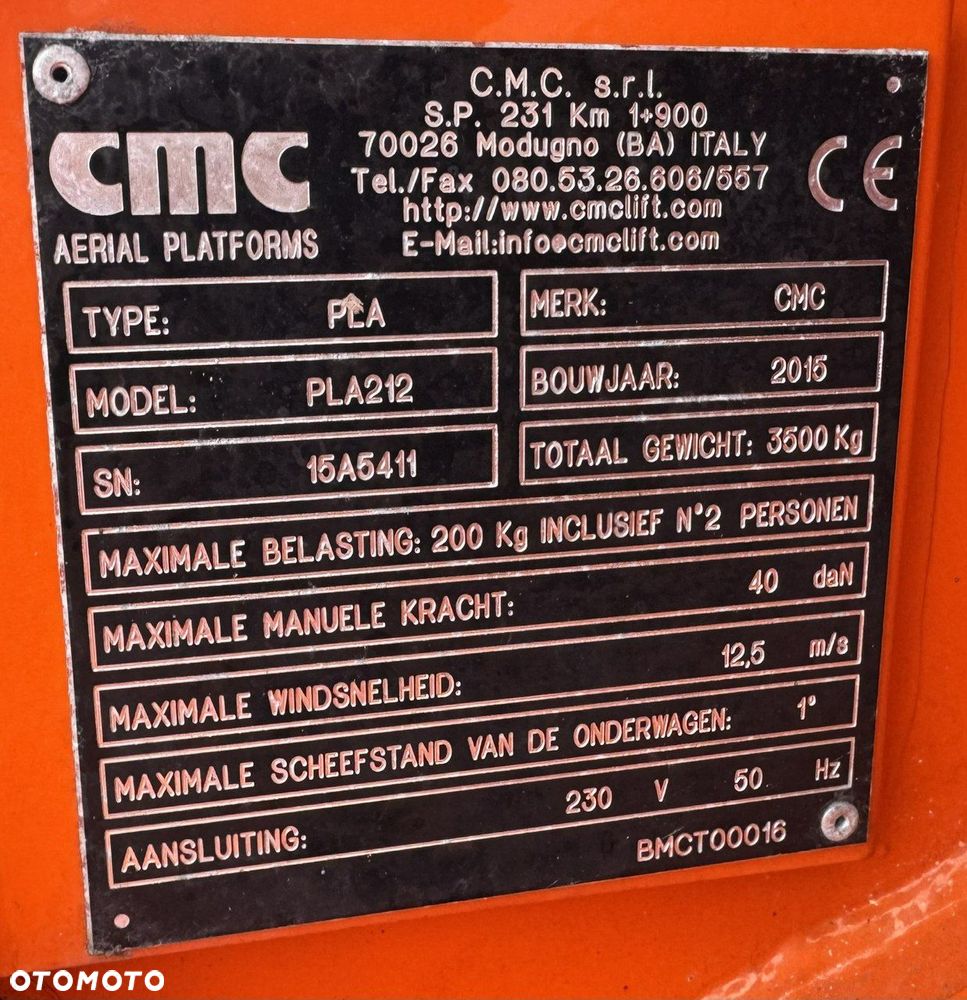 C.M.C. s.r.l.
S.P. 231 Km 1+900
70026 Modugno (BA) ITALY
Tel./Fax 080.53.26.606/557
http://www.cmclift.com
E-Mail:info@cmclift.com
CMC
AERIAL PLATFORMS
CE
TYPE: PLA
MERK: CMC
MODEL: PLA212
BOUWJAAR: 2015
SN: 15A5411
TOTAAL GEWICHT: 3500 Kg
MAXIMALE BELASTING: 200 Kg INCLUSIEF N°2 PERSONEN
MAXIMALE MANUELE KRACHT: 40 daN
MAXIMALE WINDSNELHEID: 12,5 m/s
MAXIMALE SCHEEFSTAND VAN DE ONDERWAGEN: 1°
AANSLUITING: 230 V 50 Hz
BMCT00016
OTOMOTO